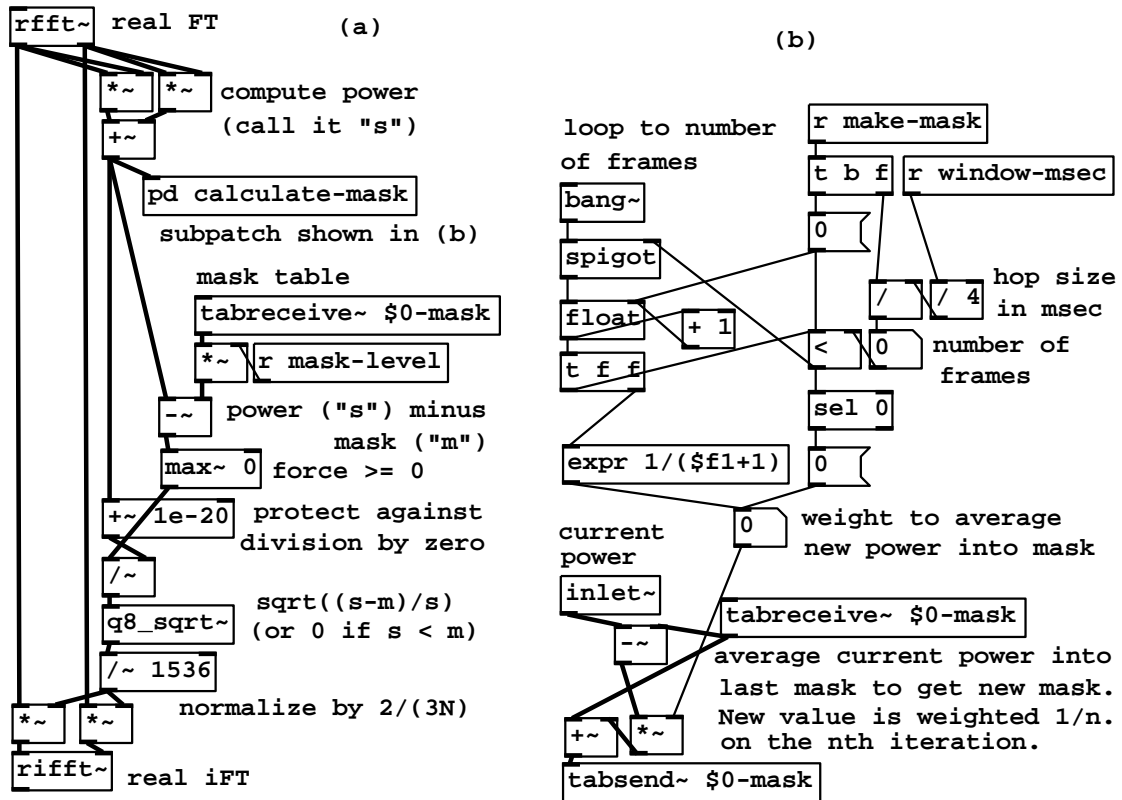 (a)
rfft~
real FT
*~
*~
compute power
(call it "s")
+~
pd calculate-mask
subpatch shown in (b)
mask table
tabreceive~ $0-mask
*~
r mask-level
-~
power ("s") minus
mask ("m")
max~ 0
force >= 0
+~ 1e-20
protect against
division by zero
/~
q8_sqrt~
sqrt((s-m)/s)
(or 0 if s < m)
/~ 1536
normalize by 2/(3N)
*~
*~
rifft~
real iFT
(b)
loop to number
of frames
r make-mask
t b f
r window-msec
bang~
0
spigot
/
/ 4
hop size
in msec
float
+ 1
<
0
number of
frames
t f f
sel 0
expr 1/($f1+1)
0
0
weight to average
new power into mask
current
power
inlet~
tabreceive~ $0-mask
-~
average current power into
last mask to get new mask.
New value is weighted 1/n.
on the nth iteration.
+~
*~
tabsend~ $0-mask